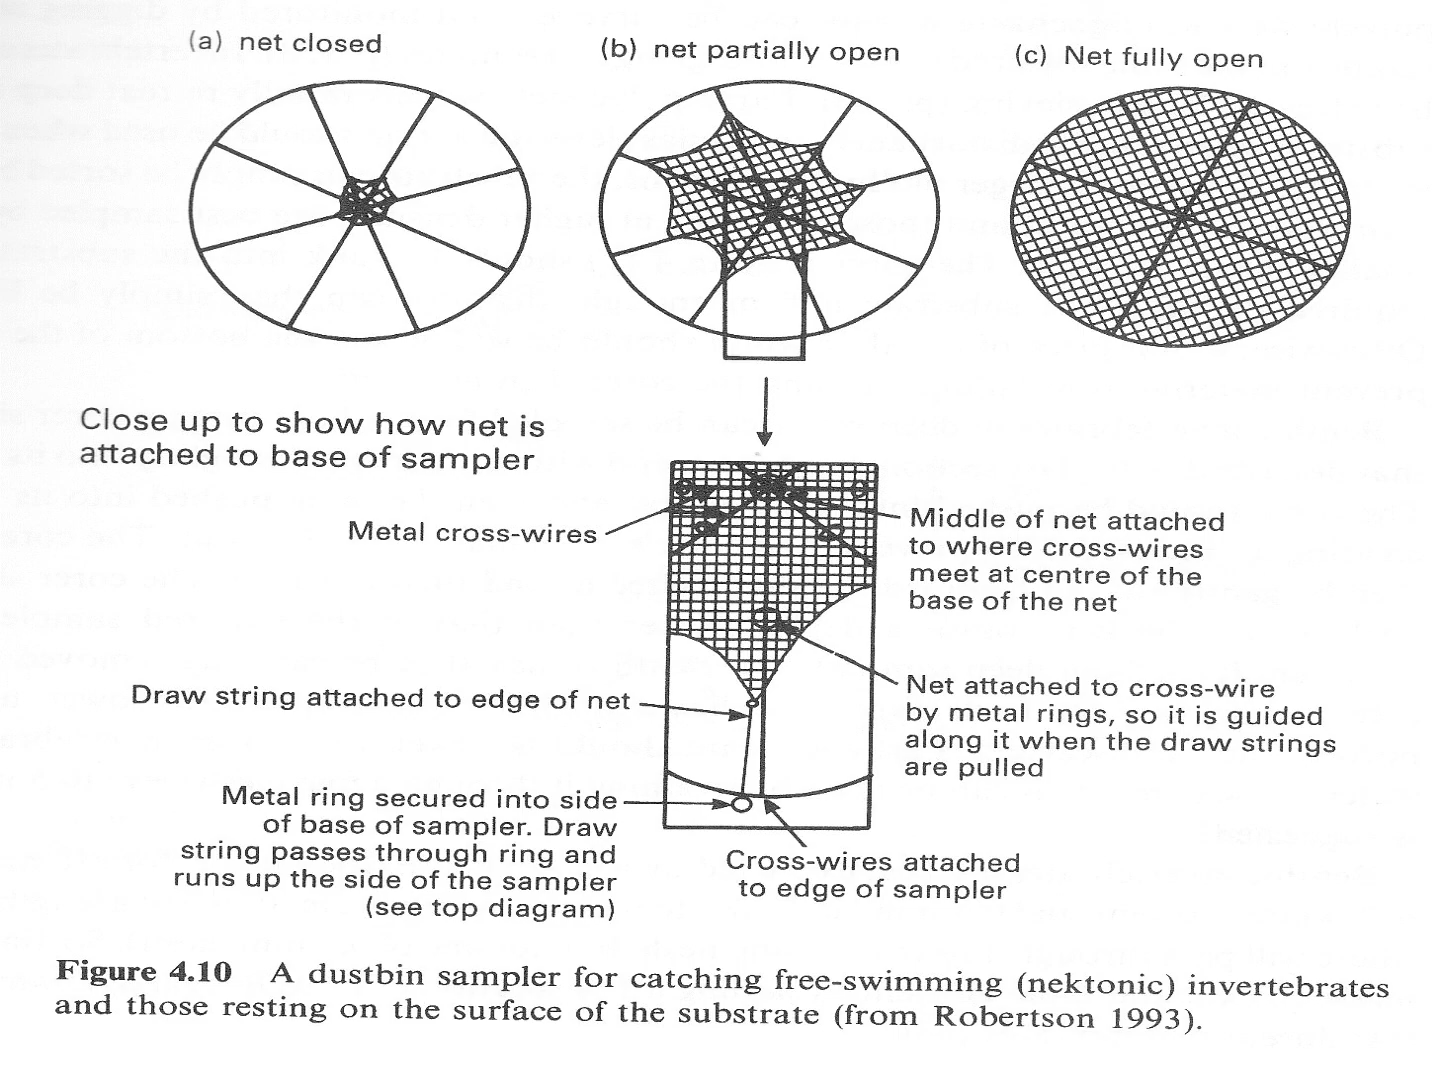 (a) net closed
(b) net partially open
(c) Net fully open
Close up to show how net is
attached to base of sampler
Metal cross-wires
Middle of net attached
to where cross-wires
meet at centre of the
base of the net
Draw string attached to edge of net
Net attached to cross-wire
by metal rings, so it is guided
along it when the draw strings
are pulled
Metal ring secured into side
of base of sampler. Draw
string passes through ring and
runs up the side of the sampler
(see top diagram)
Cross-wires attached
to edge of sampler
Figure 4.10 A dustbin sampler for catching free-swimming (nektonic) invertebrates
and those resting on the surface of the substrate (from Robertson 1993).